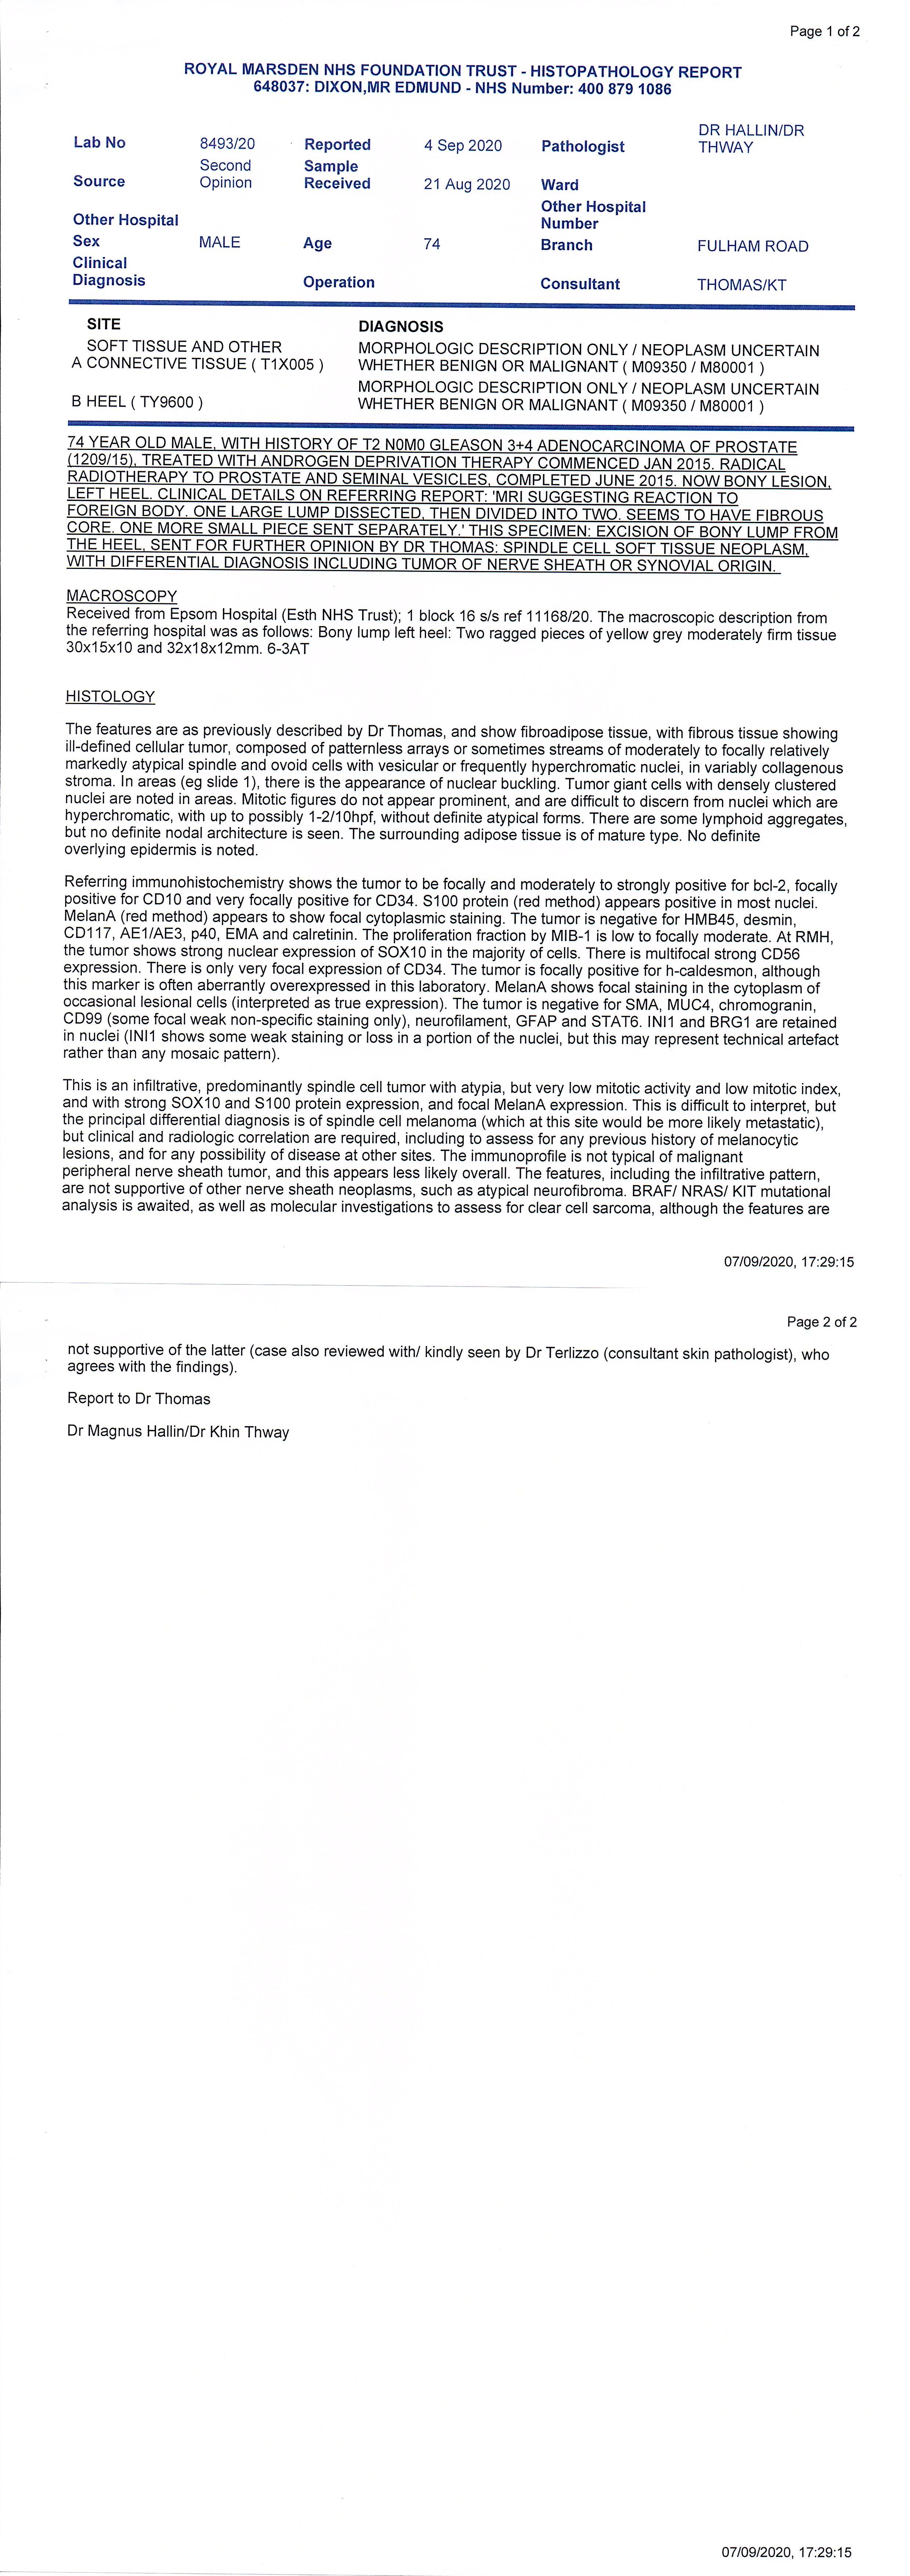 Page 1 of 2
ROYAL MARSDEN NHS FOUNDATION TRUST - HISTOPATHOLOGY REPORT
648037: DIXON,MR EDMUND - NHS Number: 400 879 1086
Lab No 8493/20 Reported 4 Sep 2020 Pathologist DR HALLIN/DR THWAY
Source Second Opinion Sample Received 21 Aug 2020 Ward
Other Hospital Other Hospital Number
Sex MALE Age 74 Branch FULHAM ROAD
Clinical Diagnosis Operation Consultant THOMAS/KT
SITE DIAGNOSIS
SOFT TISSUE AND OTHER MORPHOLOGIC DESCRIPTION ONLY / NEOPLASM UNCERTAIN
A CONNECTIVE TISSUE ( T1X005 ) WHETHER BENIGN OR MALIGNANT ( M09350 / M80001 )
MORPHOLOGIC DESCRIPTION ONLY / NEOPLASM UNCERTAIN
B HEEL ( TY9600 ) WHETHER BENIGN OR MALIGNANT ( M09350 / M80001 )
74 YEAR OLD MALE, WITH HISTORY OF T2 N0M0 GLEASON 3+4 ADENOCARCINOMA OF PROSTATE
(1209/15), TREATED WITH ANDROGEN DEPRIVATION THERAPY COMMENCED JAN 2015. RADICAL
RADIOTHERAPY TO PROSTATE AND SEMINAL VESICLES, COMPLETED JUNE 2015. NOW BONY LESION,
LEFT HEEL. CLINICAL DETAILS ON REFERRING REPORT: 'MRI SUGGESTING REACTION TO
FOREIGN BODY. ONE LARGE LUMP DISSECTED, THEN DIVIDED INTO TWO. SEEMS TO HAVE FIBROUS
CORE. ONE MORE SMALL PIECE SENT SEPARATELY.' THIS SPECIMEN: EXCISION OF BONY LUMP FROM
THE HEEL, SENT FOR FURTHER OPINION BY DR THOMAS: SPINDLE CELL SOFT TISSUE NEOPLASM,
WITH DIFFERENTIAL DIAGNOSIS INCLUDING TUMOR OF NERVE SHEATH OR SYNOVIAL ORIGIN.
MACROSCOPY
Received from Epsom Hospital (Esth NHS Trust); 1 block 16 s/s ref 11168/20. The macroscopic description from
the referring hospital was as follows: Bony lump left heel: Two ragged pieces of yellow grey moderately firm tissue
30x15x10 and 32x18x12mm. 6-3AT
HISTOLOGY
The features are as previously described by Dr Thomas, and show fibroadipose tissue, with fibrous tissue showing
ill-defined cellular tumor, composed of patternless arrays or sometimes streams of moderately to focally relatively
markedly atypical spindle and ovoid cells with vesicular or frequently hyperchromatic nuclei, in variably collagenous
stroma. In areas (eg slide 1), there is the appearance of nuclear buckling. Tumor giant cells with densely clustered
nuclei are noted in areas. Mitotic figures do not appear prominent, and are difficult to discern from nuclei which are
hyperchromatic, with up to possibly 1-2/10hpf, without definite atypical forms. There are some lymphoid aggregates,
but no definite nodal architecture is seen. The surrounding adipose tissue is of mature type. No definite
overlying epidermis is noted.
Referring immunohistochemistry shows the tumor to be focally and moderately to strongly positive for bcl-2, focally
positive for CD10 and very focally positive for CD34. S100 protein (red method) appears positive in most nuclei.
MelanA (red method) appears to show focal cytoplasmic staining. The tumor is negative for HMB45, desmin,
CD117, AE1/AE3, p40, EMA and calretinin. The proliferation fraction by MIB-1 is low to focally moderate. At RMH,
the tumor shows strong nuclear expression of SOX10 in the majority of cells. There is multifocal strong CD56
expression. There is only very focal expression of CD34. The tumor is focally positive for h-caldesmon, although
this marker is often aberrantly overexpressed in this laboratory. MelanA shows focal staining in the cytoplasm of
occasional lesional cells (interpreted as true expression). The tumor is negative for SMA, MUC4, chromogranin,
CD99 (some focal weak non-specific staining only), neurofilament, GFAP and STAT6. INI1 and BRG1 are retained
in nuclei (INI1 shows some weak staining or loss in a portion of the nuclei, but this may represent technical artefact
rather than any mosaic pattern).
This is an infiltrative, predominantly spindle cell tumor with atypia, but very low mitotic activity and low mitotic index,
and with strong SOX10 and S100 protein expression, and focal MelanA expression. This is difficult to interpret, but
the principal differential diagnosis is of spindle cell melanoma (which at this site would be more likely metastatic),
but clinical and radiologic correlation are required, including to assess for any previous history of melanocytic
lesions, and for any possibility of disease at other sites. The immunoprofile is not typical of malignant
peripheral nerve sheath tumor, and this appears less likely overall. The features, including the infiltrative pattern,
are not supportive of other nerve sheath neoplasms, such as atypical neurofibroma. BRAF/ NRAS/ KIT mutational
analysis is awaited, as well as molecular investigations to assess for clear cell sarcoma, although the features are
07/09/2020, 17:29:15
Page 2 of 2
not supportive of the latter (case also reviewed with/ kindly seen by Dr Terlizzo (consultant skin pathologist), who
agrees with the findings).
Report to Dr Thomas
Dr Magnus Hallin/Dr Khin Thway
07/09/2020, 17:29:15